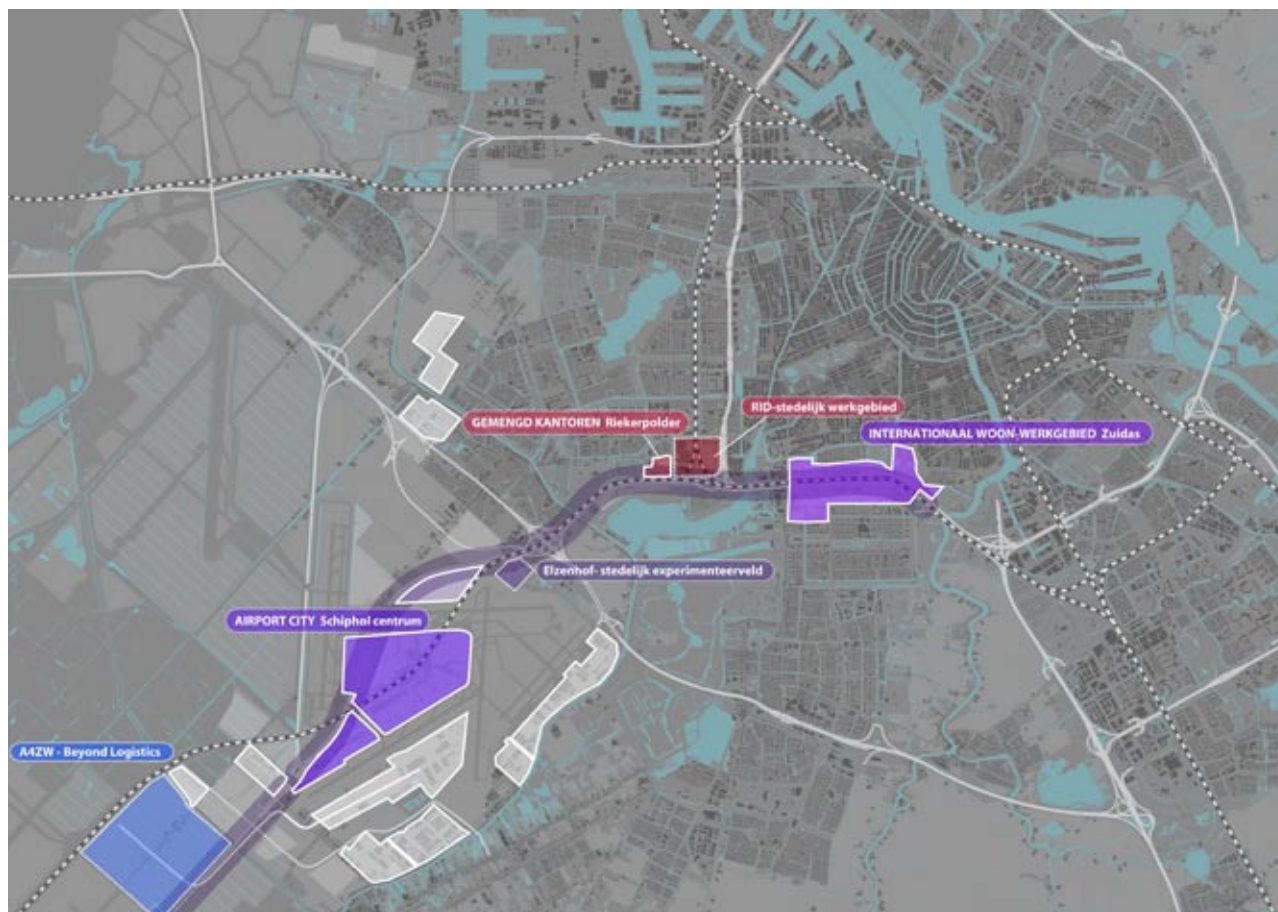 RID-stedelijk werkgebied
GEMENGD KANTOREN Riekerpolder
INTERNATIONAAL WOON-WERKGEBIED Zuidas
Elzenhof- stedelijk experimenteerveld
AIRPORT CITY Schiphol centrum
A4ZW - Beyond Logistics